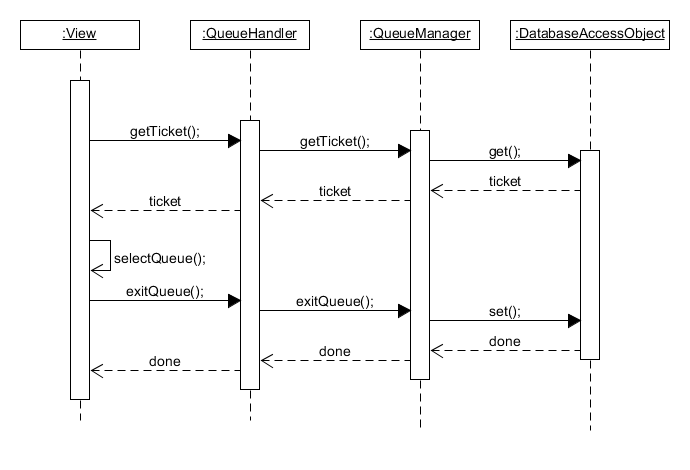 :View
:QueueHandler
:QueueManager
:DatabaseAccessObject
getTicket();
getTicket();
get();
ticket
ticket
ticket
selectQueue();
exitQueue();
exitQueue();
set();
done
done
done